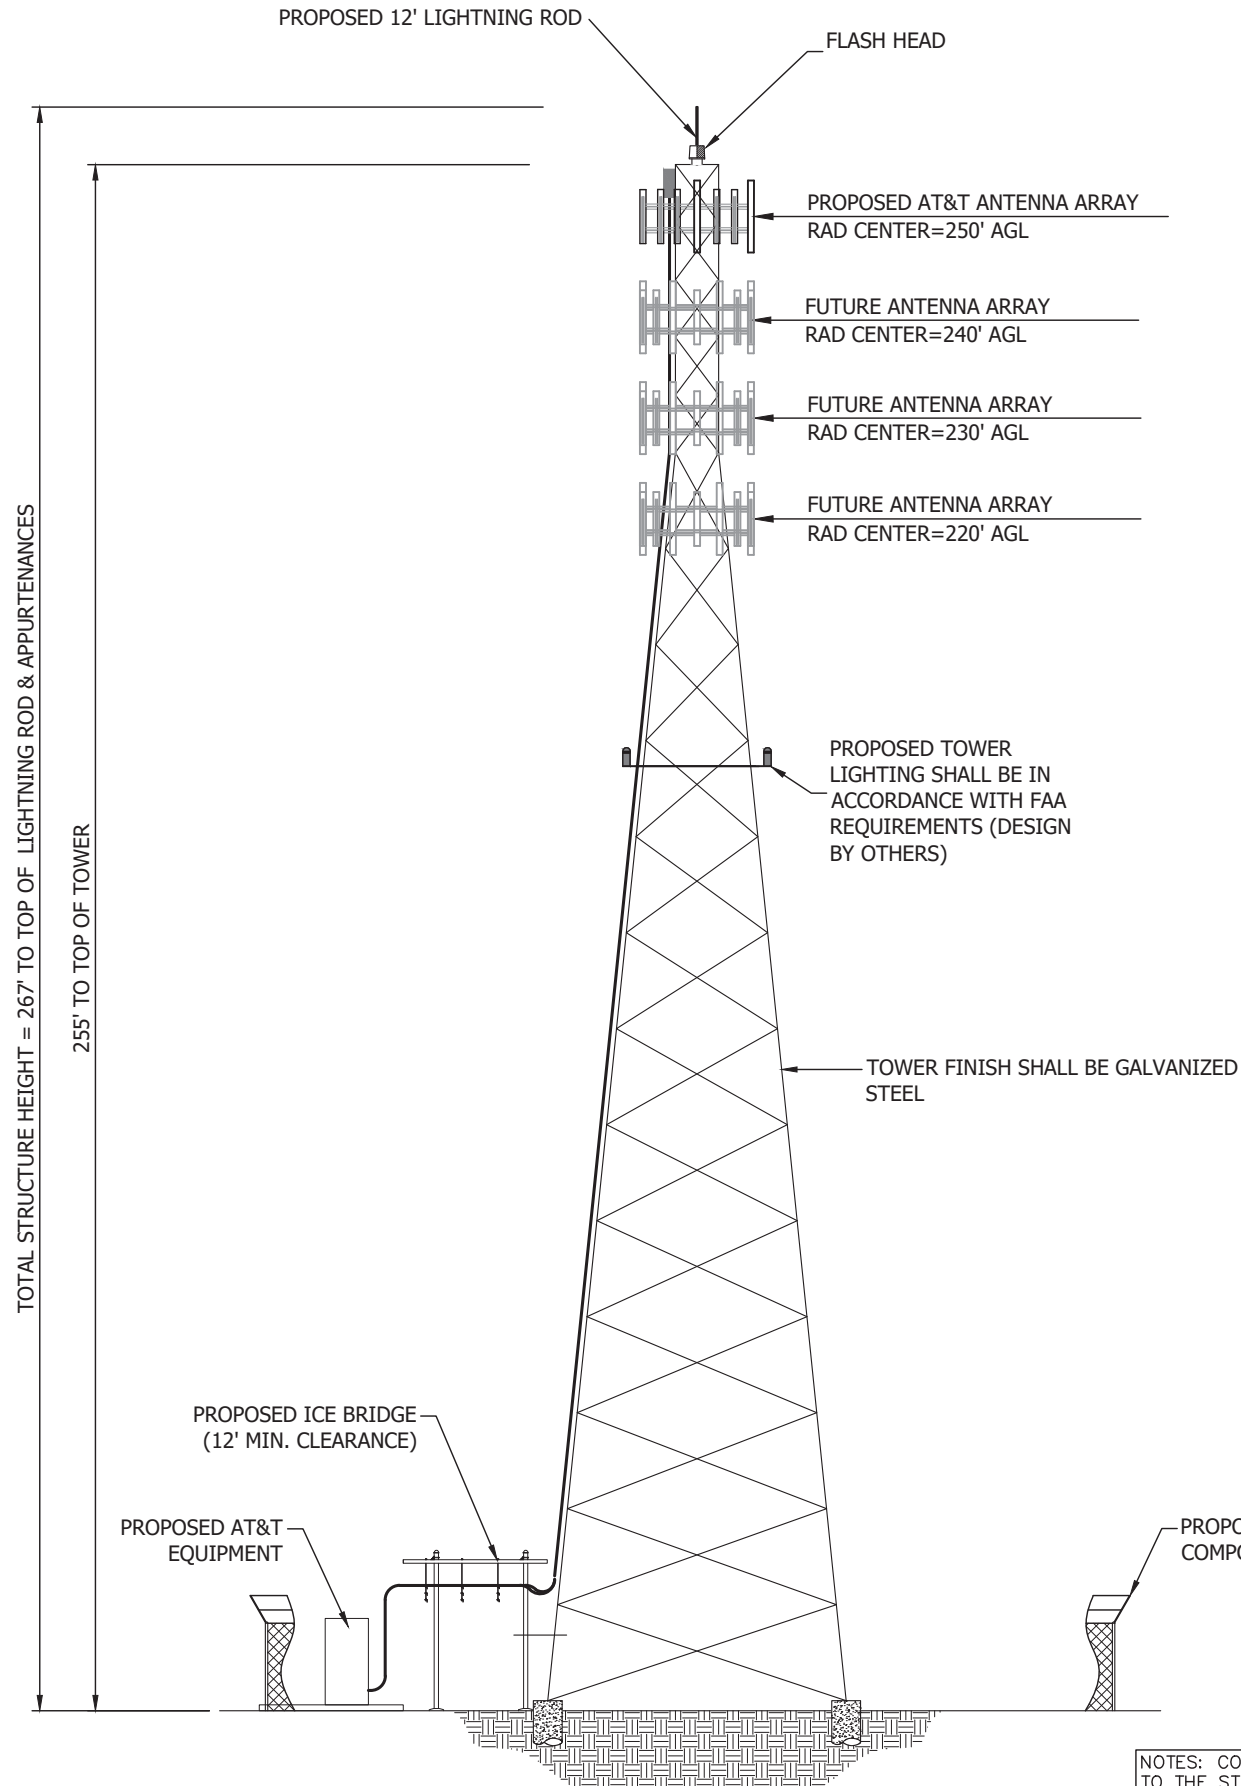 PROPOSED 12' LIGHTNING ROD
FLASH HEAD
PROPOSED AT&T ANTENNA ARRAY
RAD CENTER=250' AGL
FUTURE ANTENNA ARRAY
RAD CENTER=240' AGL
FUTURE ANTENNA ARRAY
RAD CENTER=230' AGL
FUTURE ANTENNA ARRAY
RAD CENTER=220' AGL
TOTAL STRUCTURE HEIGHT = 267' TO TOP OF LIGHTNING ROD & APPURTENANCES
255' TO TOP OF TOWER
PROPOSED TOWER
LIGHTING SHALL BE IN
ACCORDANCE WITH FAA
REQUIREMENTS (DESIGN
BY OTHERS)
TOWER FINISH SHALL BE GALVANIZED
STEEL
PROPOSED ICE BRIDGE
(12' MIN. CLEARANCE)
PROPOSED AT&T
EQUIPMENT
NOTES:
TO THE